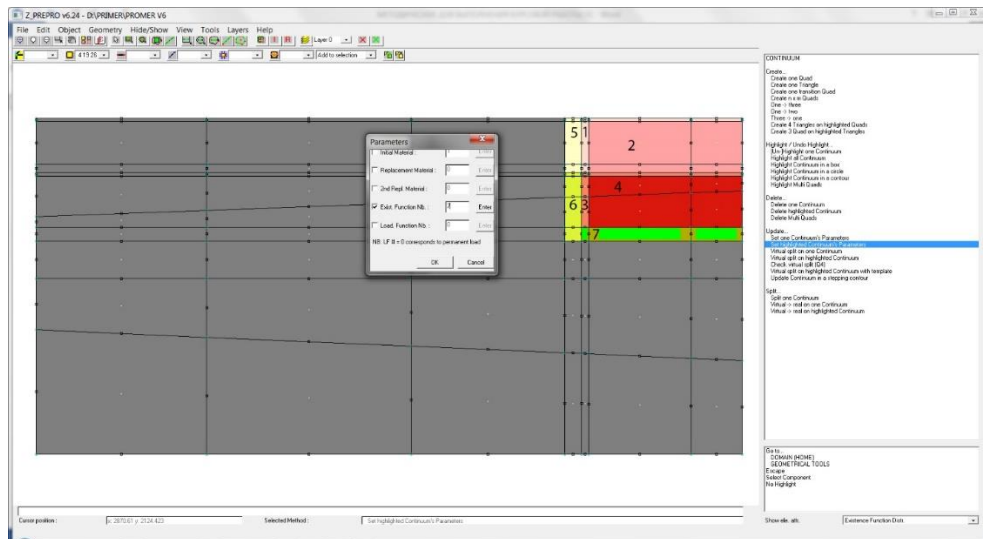 Z_PREPRO v6.24 - D:\PRIMER\PROMER V6
File Edit Object Geometry Hide/Show View Tools Layers Help
Layer 0
Add to selection
CONTINUUM
Create...
Create one Quad
Create one Triangle
Create one transition Quad
Create n x m Quads
One -> three
One -> two
Three -> one
Create 4 Triangles on highlighted Quads
Create 3 Quad on highlighted Triangles
Highlight / Undo Highlight...
[Un-]Highlight one Continuum
Highlight all Continuum
Highlight Continuum in a box
Highlight Continuum in a circle
Highlight Continuum in a contour
Highlight Multi Quads
Delete...
Delete one Continuum
Delete highlighted Continuum
Delete Multi Quads
Update...
Set one Continuum's Parameters
Set highlighted Continuum's Parameters
Virtual split on one Continuum
Virtual split on highlighted Continuum
Check virtual split (Q4)
Virtual split on highlighted Continuum with template
Update Continuum in a stepping contour
Split...
Split one Continuum
Virtual -> real on one Continuum
Virtual -> real on highlighted Continuum
5 1
2
4
6 3
7
Parameters
Initial Material : Enter
Replacement Material : 0 Enter
2nd Repl. Material : 0 Enter
Exist. Function Nb. : Enter
Load. Function Nb. : 0 Enter
NB. LF # = 0 corresponds to permanent load
OK Cancel
Go to...
DOMAIN (HOME)
GEOMETRICAL TOOLS
Escape
Select Component
No Highlight
Cursor position :
Selected Method : Set highlighted Continuum's Parameters
Show ele. attr. Existence Function Distr.